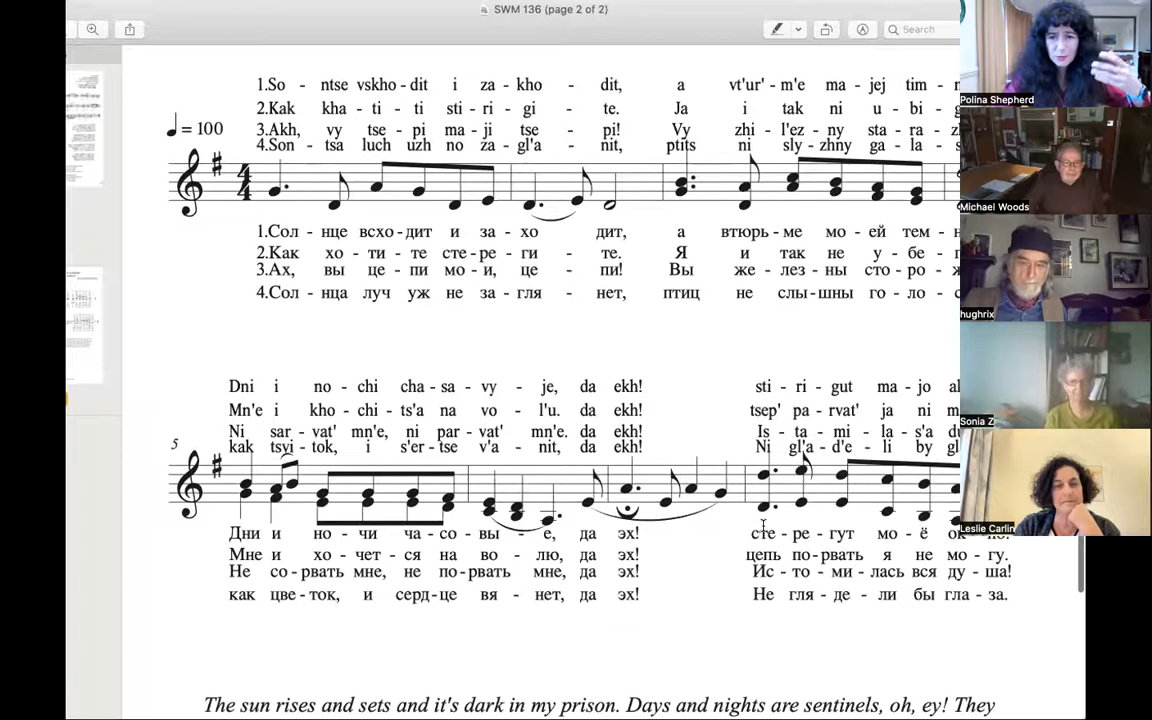 SWM 136 (page 2 of 2)
Search
1.So - ntse vskho - dit i za - kho - dit, a vt'ur' - m'e ma - jej tim -
2.Kak kha - ti - ti sti - ri - gi - te. Ja i tak ni u - bi -
♩ = 100
3.Akh, vy tse - pi ma - ji tse - pi! Vy zhi - l'ez - ny sta - ra -
4.Son - tsa luch uzh no za - gl'a - nit, ptits ni sly - zhny ga - la -
4
4
1.Сол - нце всхо - дит и за - хо дит, а втюрь - ме мо - ей тем -
2.Как хо - ти - те сте - ре - ги - те. Я и так не у - бе -
3.Ах, вы це - пи мо - и, це - пи! Вы же - лез - ны сто - ро -
4.Сол - нца луч уж не за - гля - нет, птиц не слы - шны го - ло -
Dni i no - chi cha - sa - vy - je, da ekh! sti - ri - gut ma - jo
Mn'e i kho - chi - ts'a na vo - l'u. da ekh! tsep' pa - rvat' ja ni
Ni sar - vat' mn'e, ni par - vat' mn'e. da ekh! Is - ta - mi - la - s'a
kak tsvi - tok, i s'er - tse v'a - nit, da ekh! Ni gl'a - d'e - li by
5
Дни и но - чи ча - со - вы - е, да эх! сте - ре - гут мо - ё
Мне и хо - чет - ся на во - лю, да эх! цепь по - рвать я не мо - гу.
Не со - рвать мне, не по - рвать мне, да эх! Ис - то - ми - лась вся ду - ша!
как цве - ток, и серд - це вя - нет, да эх! Не гля - де - ли бы гла - за.
The sun rises and sets and it's dark in my prison. Days and nights are sentinels, oh, ey! They
Polina Shepherd
Michael Woods
hughrix
Sonia Z
Leslie Carlin